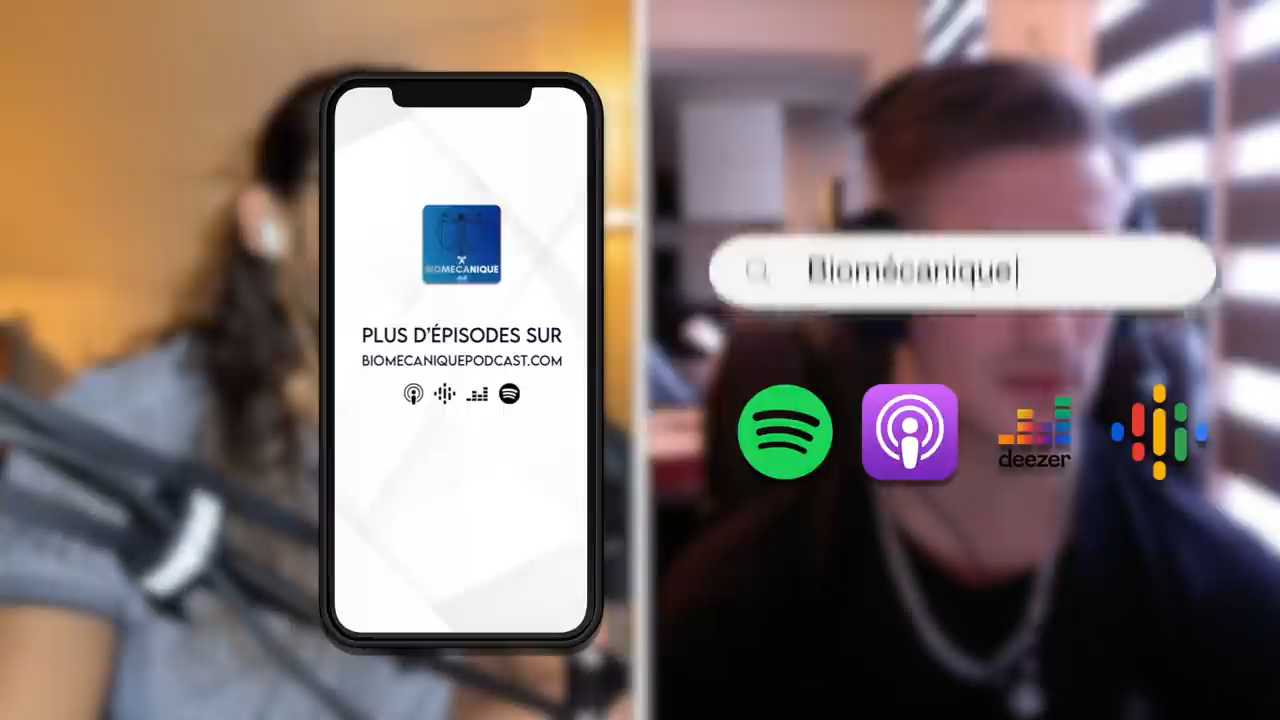 BIOMECANIQUE
PLUS D'ÉPISODES SUR
BIOMECANIQUEPODCAST.COM
Biomécanique
deezer